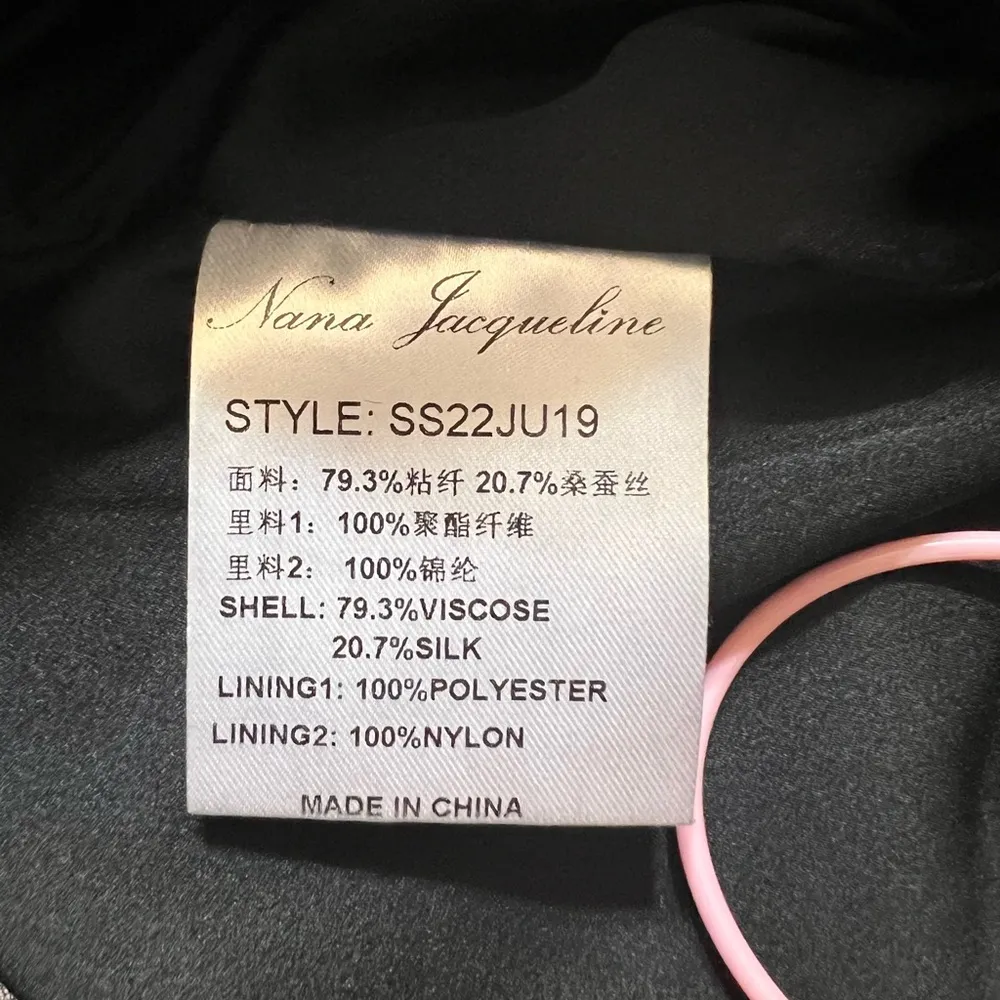 Nana Jacqueline
STYLE: SS22JU19
面料：79.3%粘纤 20.7%桑蚕丝
里料1：100%聚酯纤维
里料2：100%锦纶
SHELL: 79.3%VISCOSE
20.7%SILK
LINING1: 100%POLYESTER
LINING2: 100%NYLON
MADE IN CHINA